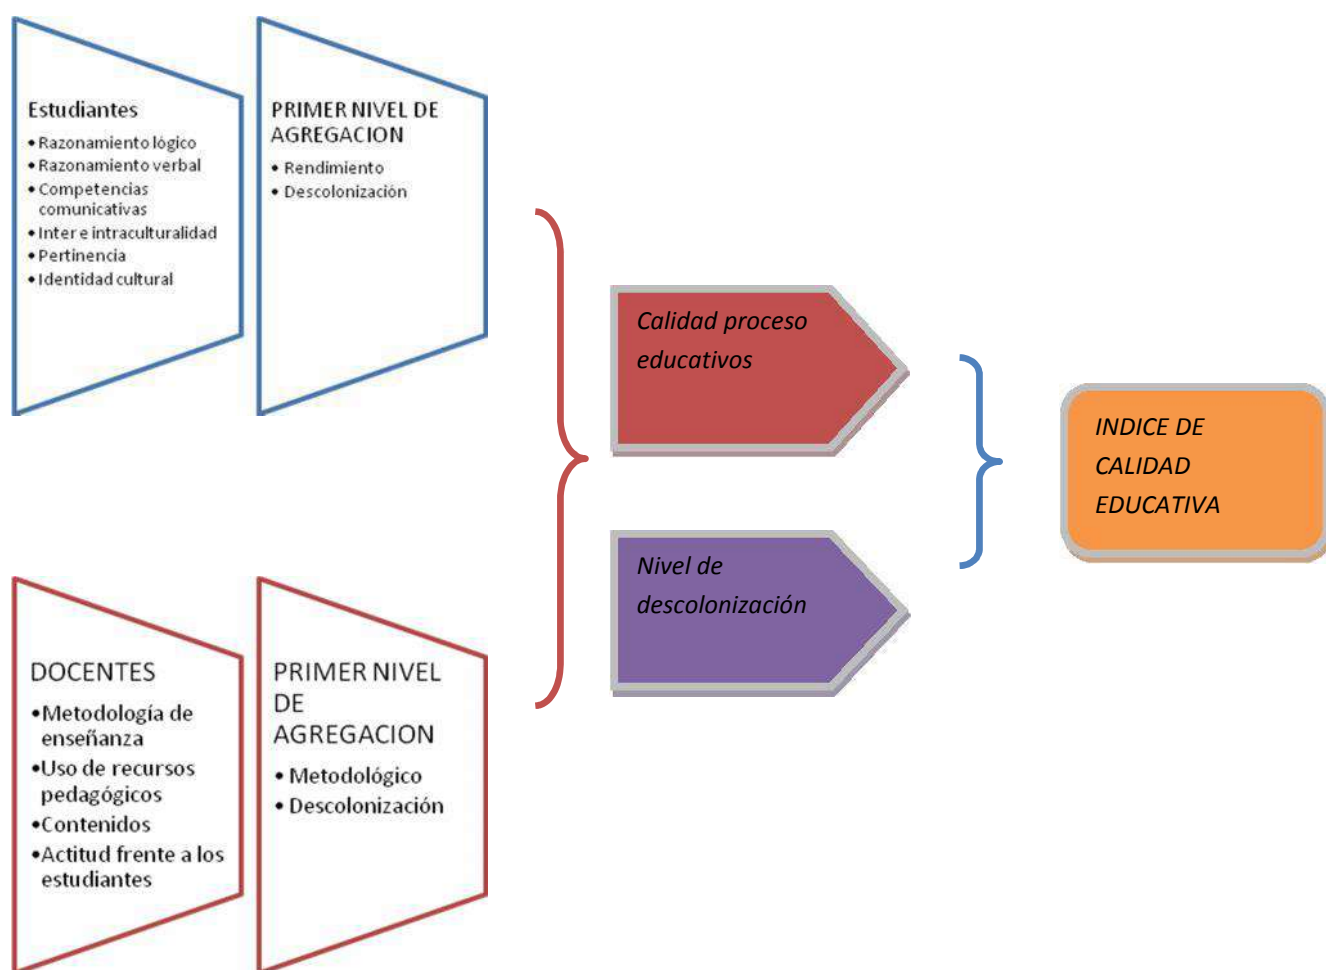 Estudiantes
• Razonamiento lógico
• Razonamiento verbal
• Competencias
comunicativas
• Inter e intraculturalidad
• Pertinencia
• Identidad cultural
PRIMER NIVEL DE
AGREGACION
• Rendimiento
• Descolonización
Calidad proceso
educativos
Nivel de
descolonización
INDICE DE
CALIDAD
EDUCATIVA
DOCENTES
•Metodología de
enseñanza
•Uso de recursos
pedagógicos
•Contenidos
•Actitud frente a los
estudiantes
PRIMER NIVEL
DE
AGREGACION
• Metodológico
• Descolonización